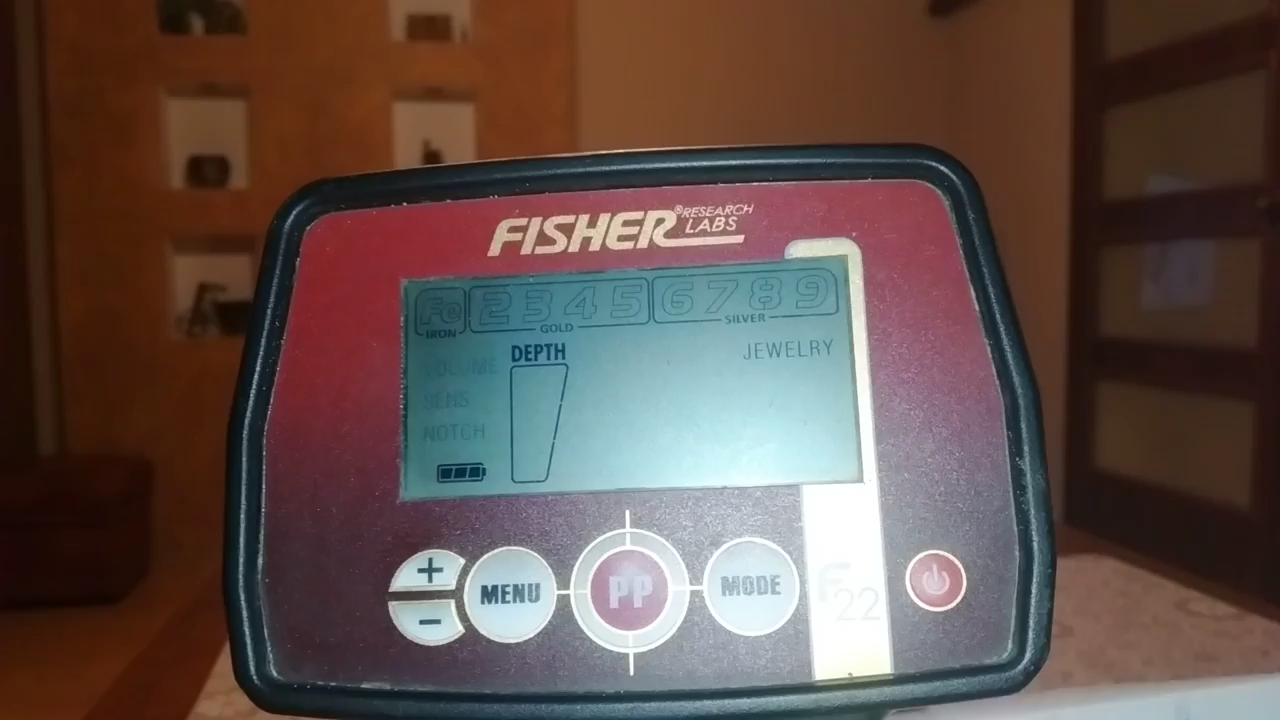 FISHER ® RESEARCH LABS
Fe 2 3 4 5 6 7 8 9
IRON GOLD SILVER
VOLUME DEPTH JEWELRY
SENS
NOTCH
+
MENU PP MODE F22
-